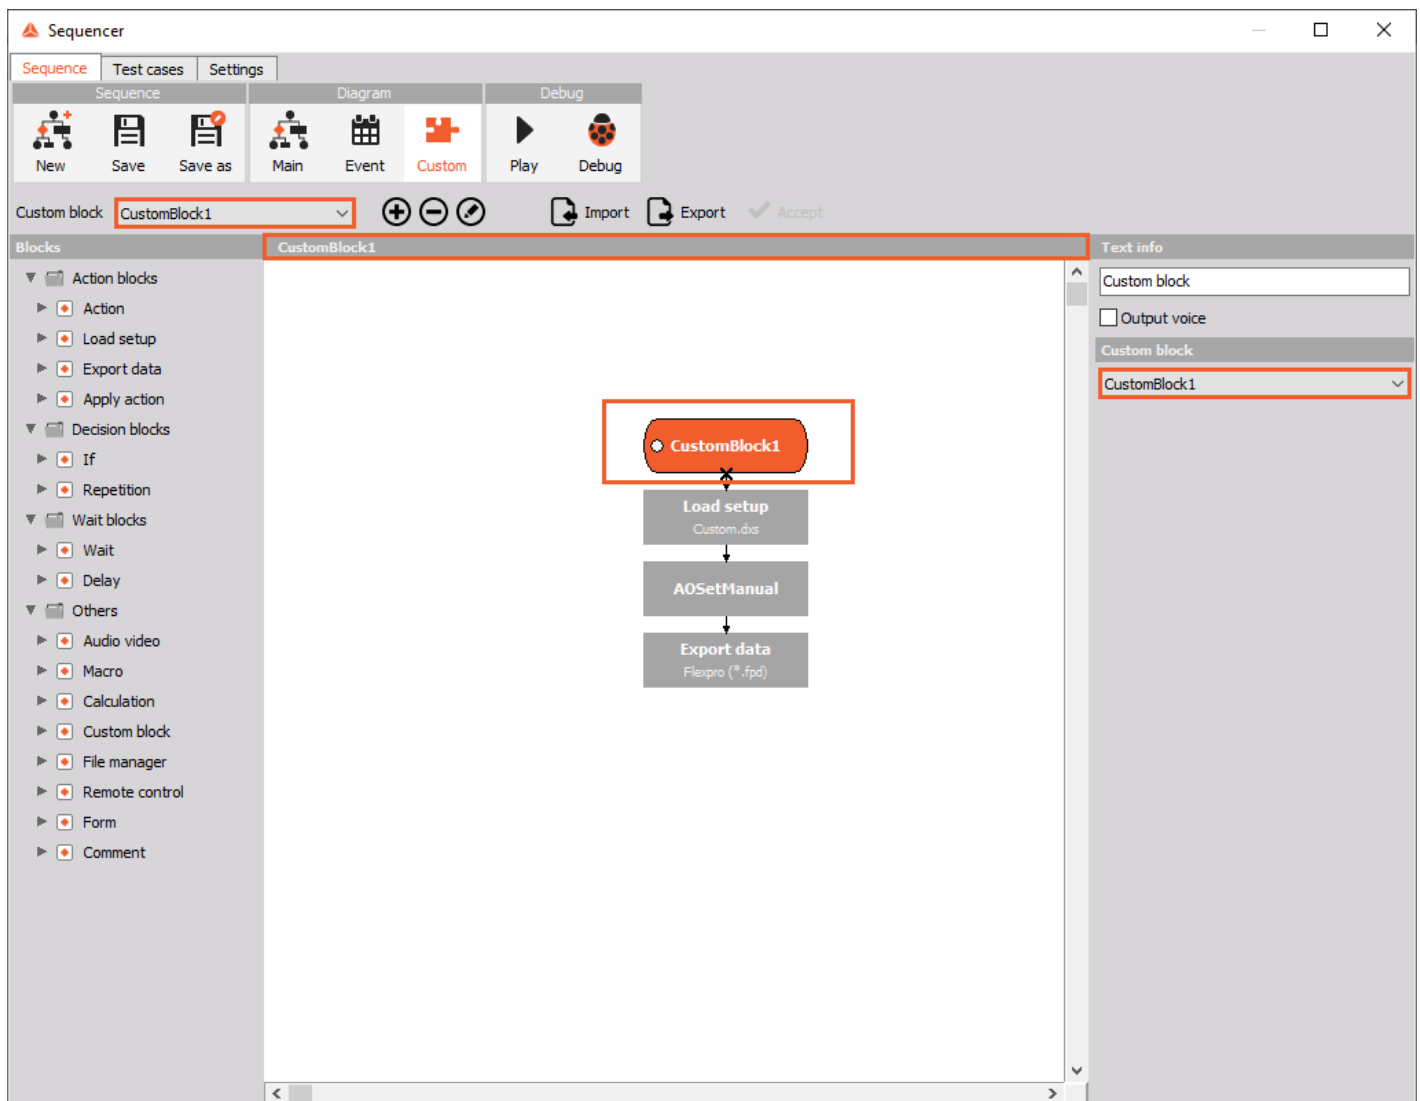 Sequencer
Sequence Test cases Settings
Sequence Diagram Debug
New Save Save as Main Event Custom Play Debug
Custom block CustomBlock1 Import Export Accept
Blocks CustomBlock1 Text info
Action blocks
Action
Load setup
Export data
Apply action
Decision blocks
If
Repetition
Wait blocks
Wait
Delay
Others
Audio video
Macro
Calculation
Custom block
File manager
Remote control
Form
Comment
CustomBlock1
Load setup
Custom.dxs
AOSetManual
Export data
Flexpro (*.fpd)
Custom block
Output voice
Custom block
CustomBlock1